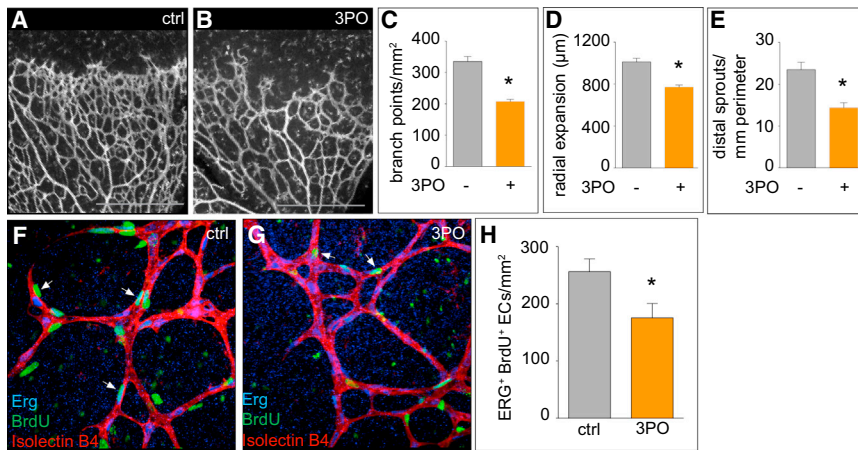 A
ctrl
B
3PO
C
branch points/mm²
400
300
200
100
0
*
3PO - +
D
radial expansion (µm)
1200
800
400
0
*
3PO - +
E
distal sprouts/
mm perimeter
30
20
10
0
*
3PO - +
F
ctrl
Erg
BrdU
Isolectin B4
G
3PO
Erg
BrdU
Isolectin B4
H
ERG⁺ BrdU⁺ ECs/mm²
300
200
100
0
*
ctrl 3PO